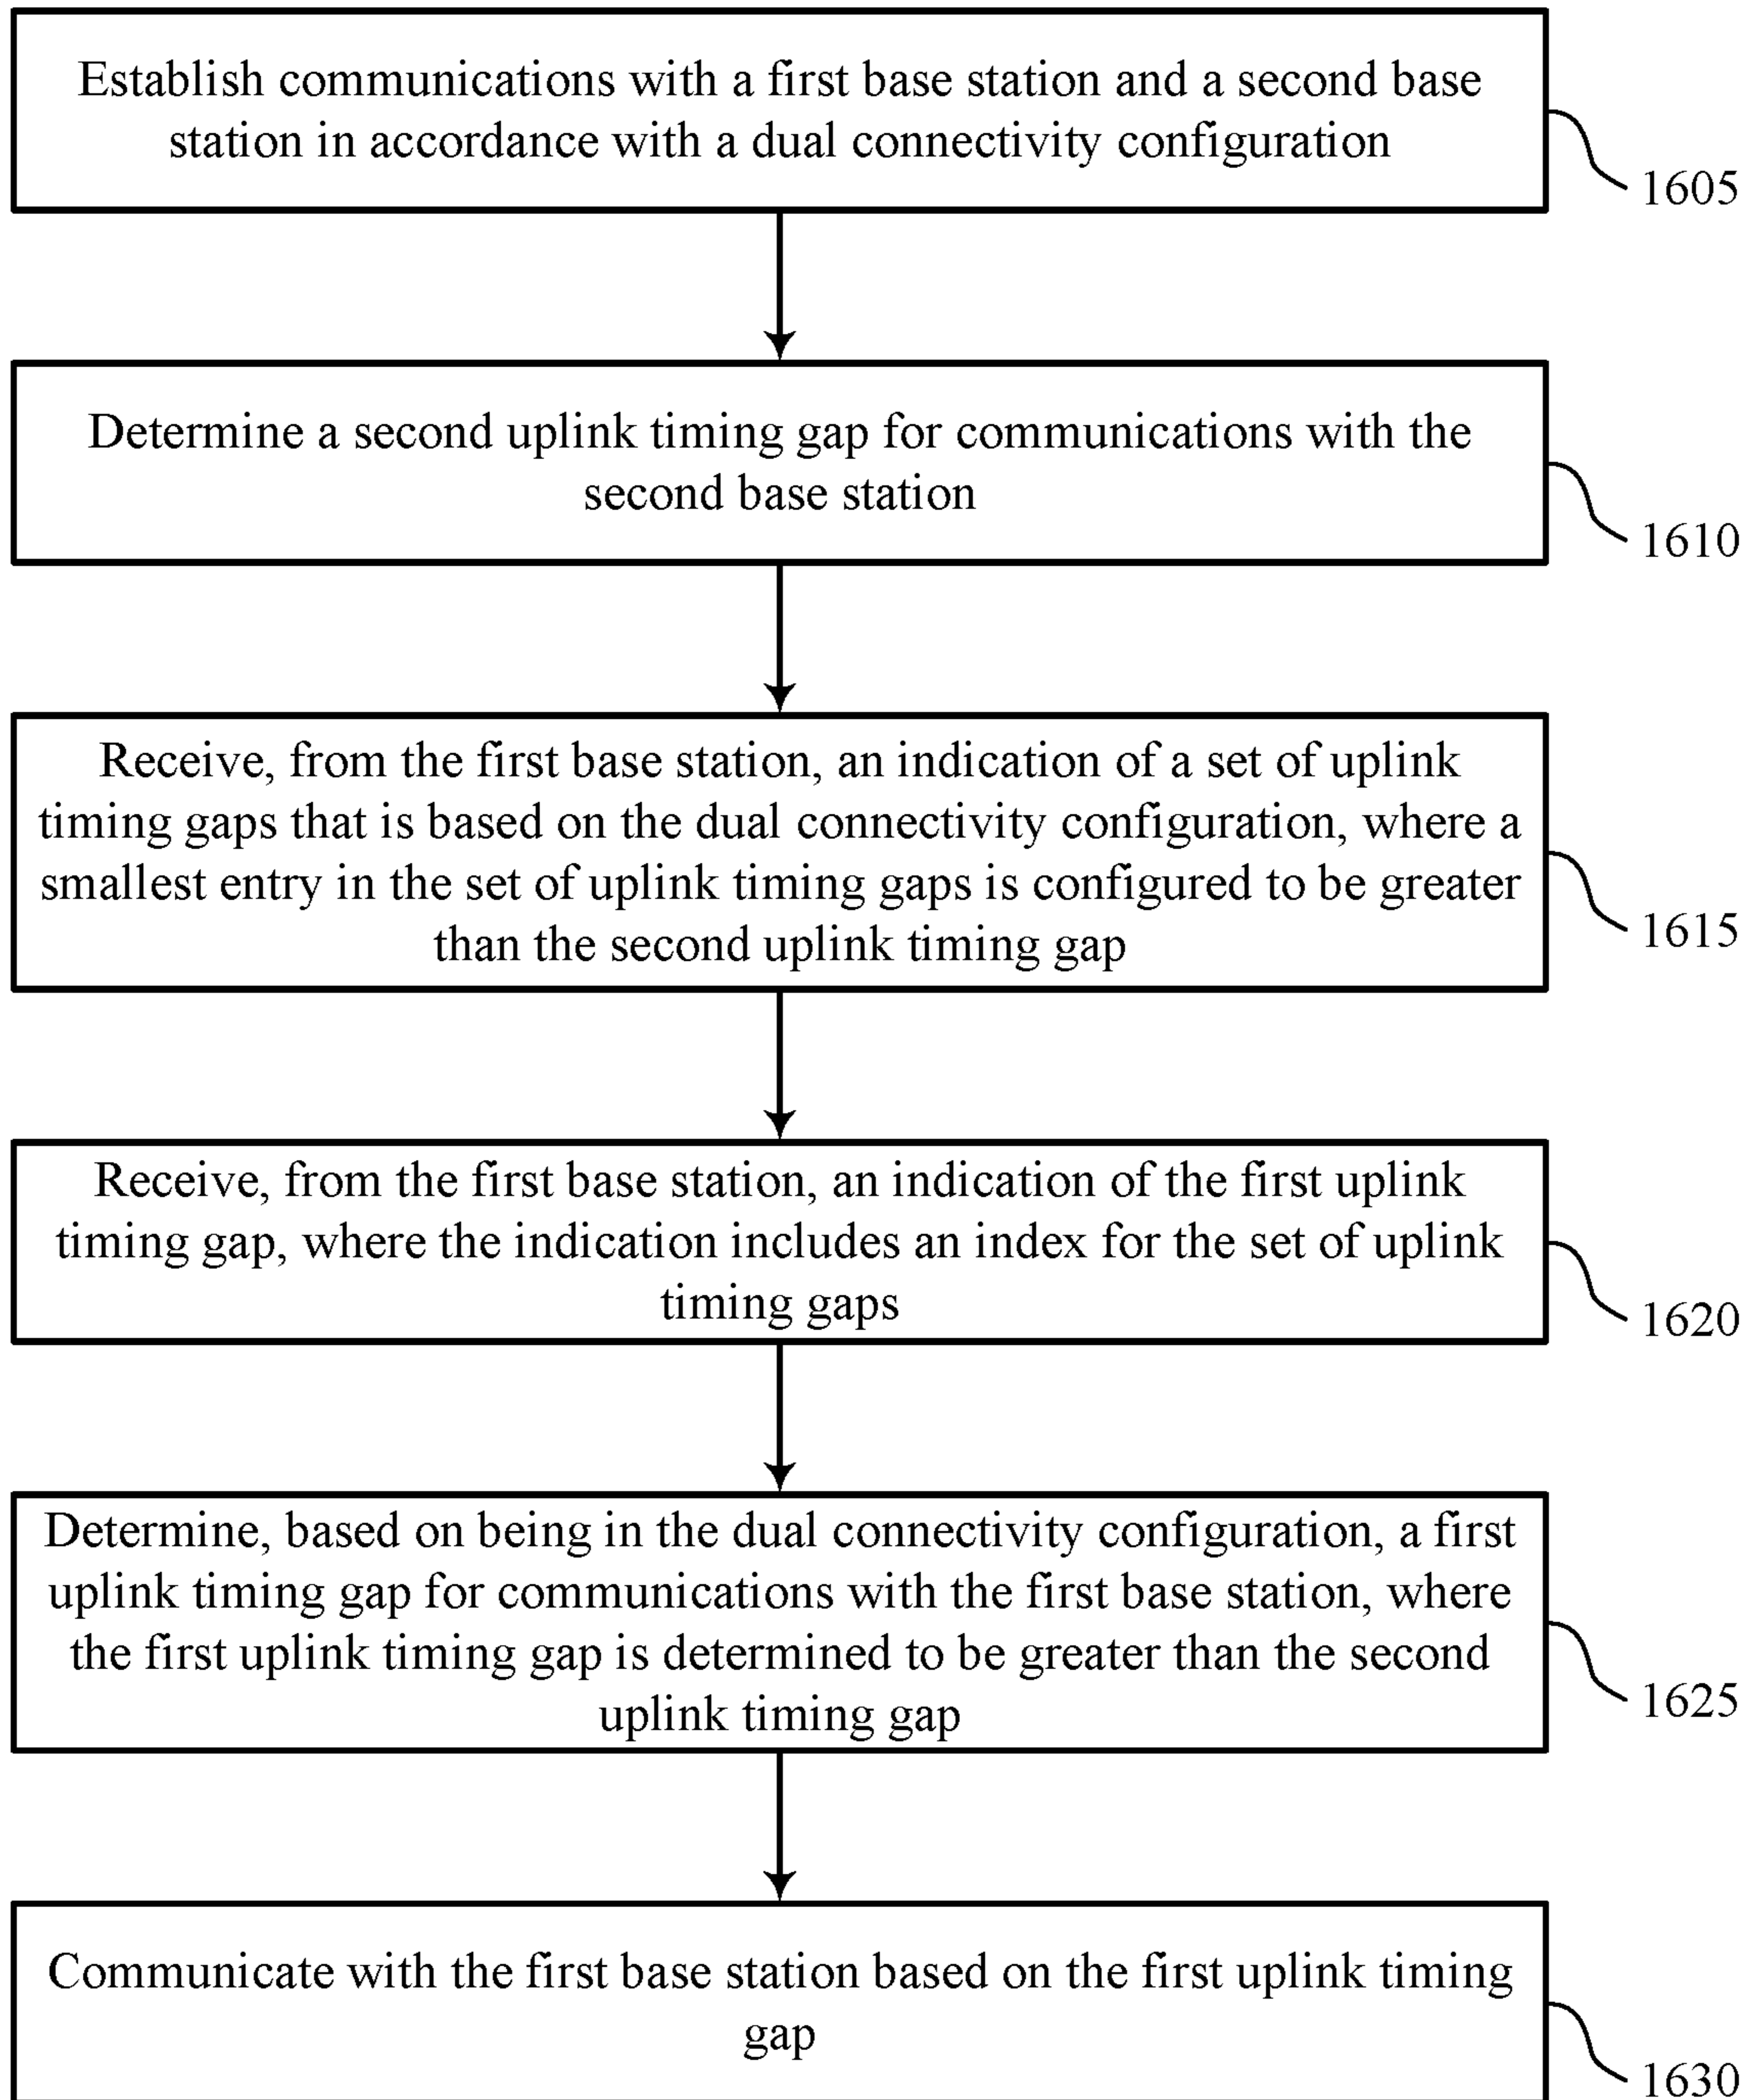 Establish communications with a first base station and a second base
station in accordance with a dual connectivity configuration
1605
Determine a second uplink timing gap for communications with the
second base station
1610
Receive, from the first base station, an indication of a set of uplink
timing gaps that is based on the dual connectivity configuration, where a
smallest entry in the set of uplink timing gaps is configured to be greater
than the second uplink timing gap
1615
Receive, from the first base station, an indication of the first uplink
timing gap, where the indication includes an index for the set of uplink
timing gaps
1620
Determine, based on being in the dual connectivity configuration, a first
uplink timing gap for communications with the first base station, where
the first uplink timing gap is determined to be greater than the second
uplink timing gap
1625
Communicate with the first base station based on the first uplink timing
gap
1630